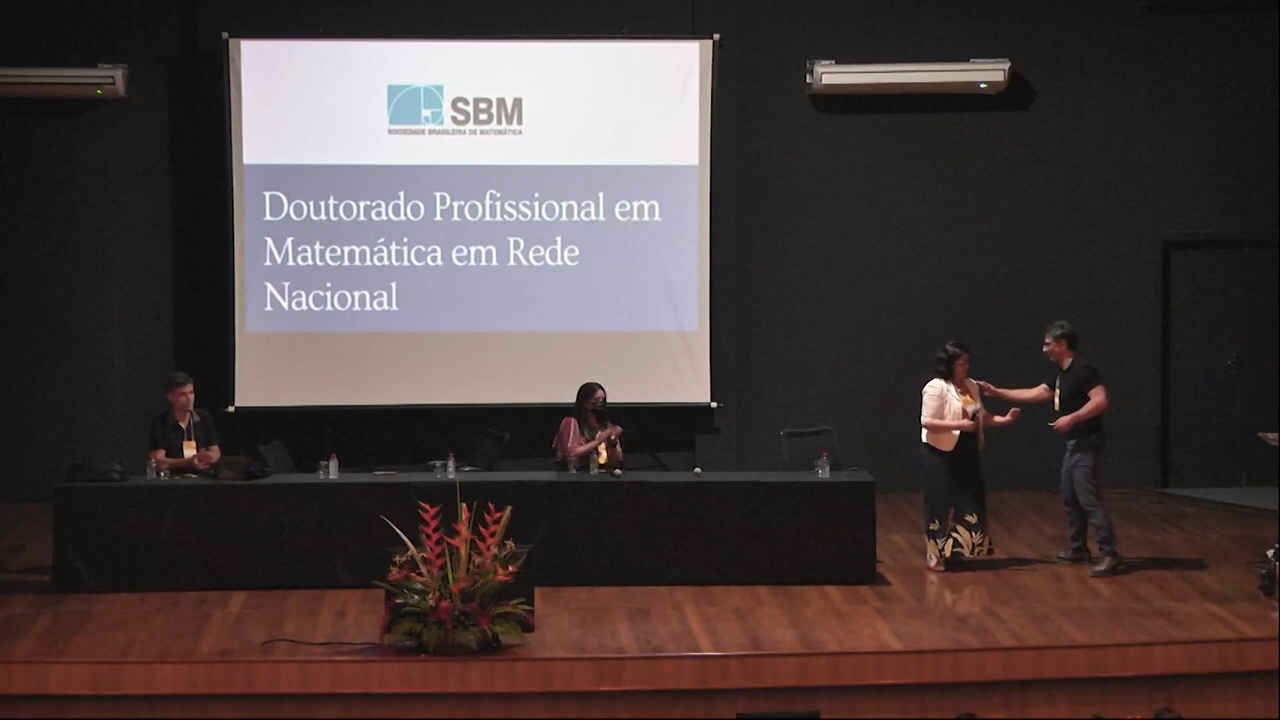 SBM
SOCIEDADE BRASILEIRA DE MATEMÁTICA
Doutorado Profissional em
Matemática em Rede
Nacional